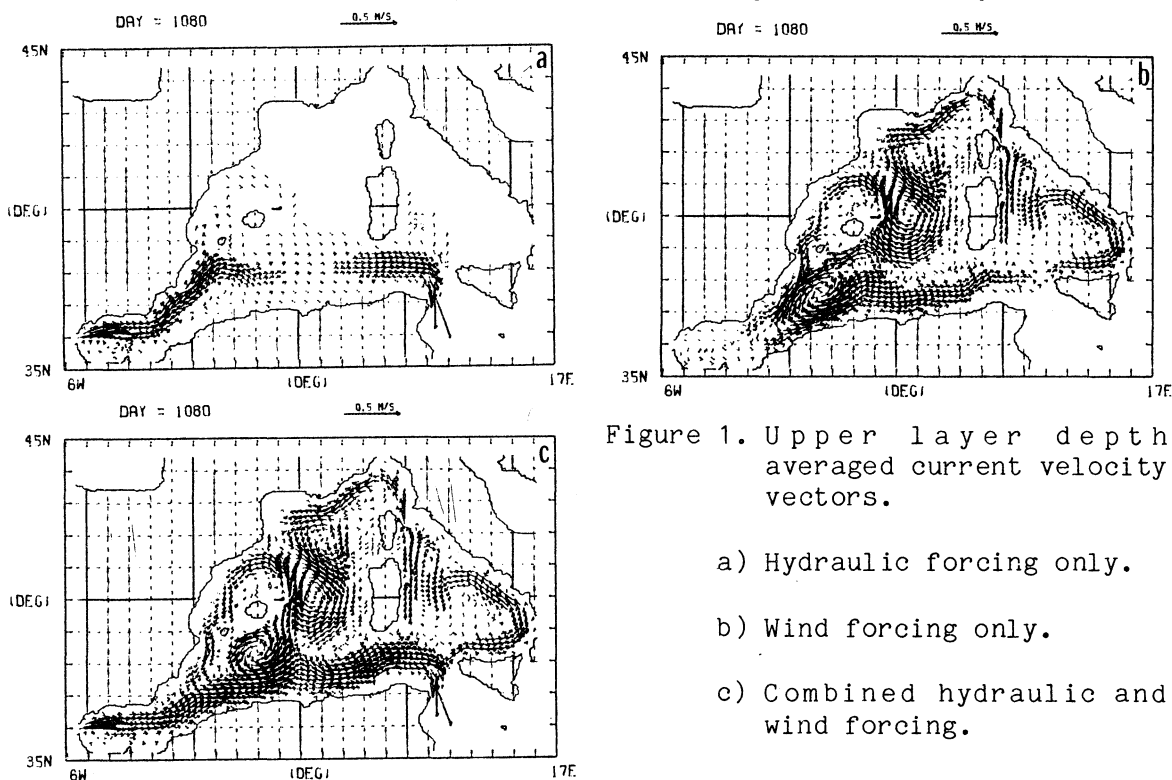 DAY = 1080
0.5 M/S
45N
a
(DEG)
35N
6W
(DEG)
17E
DAY = 1080
0.5 M/S
45N
b
(DEG)
35N
6W
(DEG)
17E
DAY = 1080
0.5 M/S
45N
c
(DEG)
35N
6W
(DEG)
17E
Figure 1. Upper layer depth
averaged current velocity
vectors.
a) Hydraulic forcing only.
b) Wind forcing only.
c) Combined hydraulic and
wind forcing.